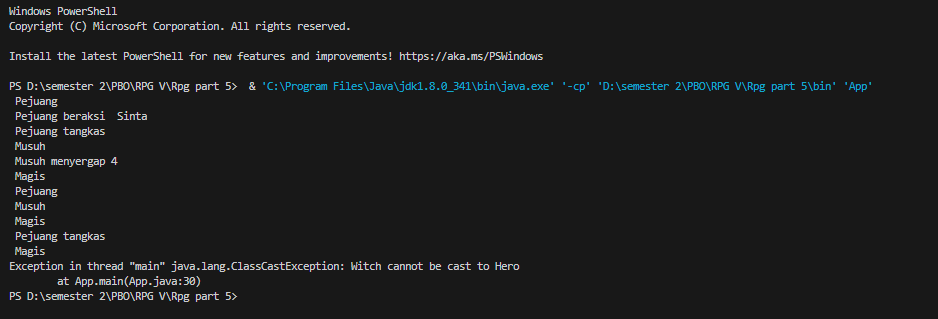 Windows PowerShell
Copyright (C) Microsoft Corporation. All rights reserved.
Install the latest PowerShell for new features and improvements! https://aka.ms/PSWindows
PS D:\semester 2\PBO\RPG V\Rpg part 5>  & 'C:\Program Files\Java\jdk1.8.0_341\bin\java.exe' '-cp' 'D:\semester 2\PBO\RPG V\Rpg part 5\bin' 'App'
Pejuang
Pejuang beraksi  Sinta
Pejuang tangkas
Musuh
Musuh menyergap 4
Magis
Pejuang
Musuh
Magis
Pejuang tangkas
Magis
Exception in thread "main" java.lang.ClassCastException: Witch cannot be cast to Hero
at App.main(App.java:30)
PS D:\semester 2\PBO\RPG V\Rpg part 5>